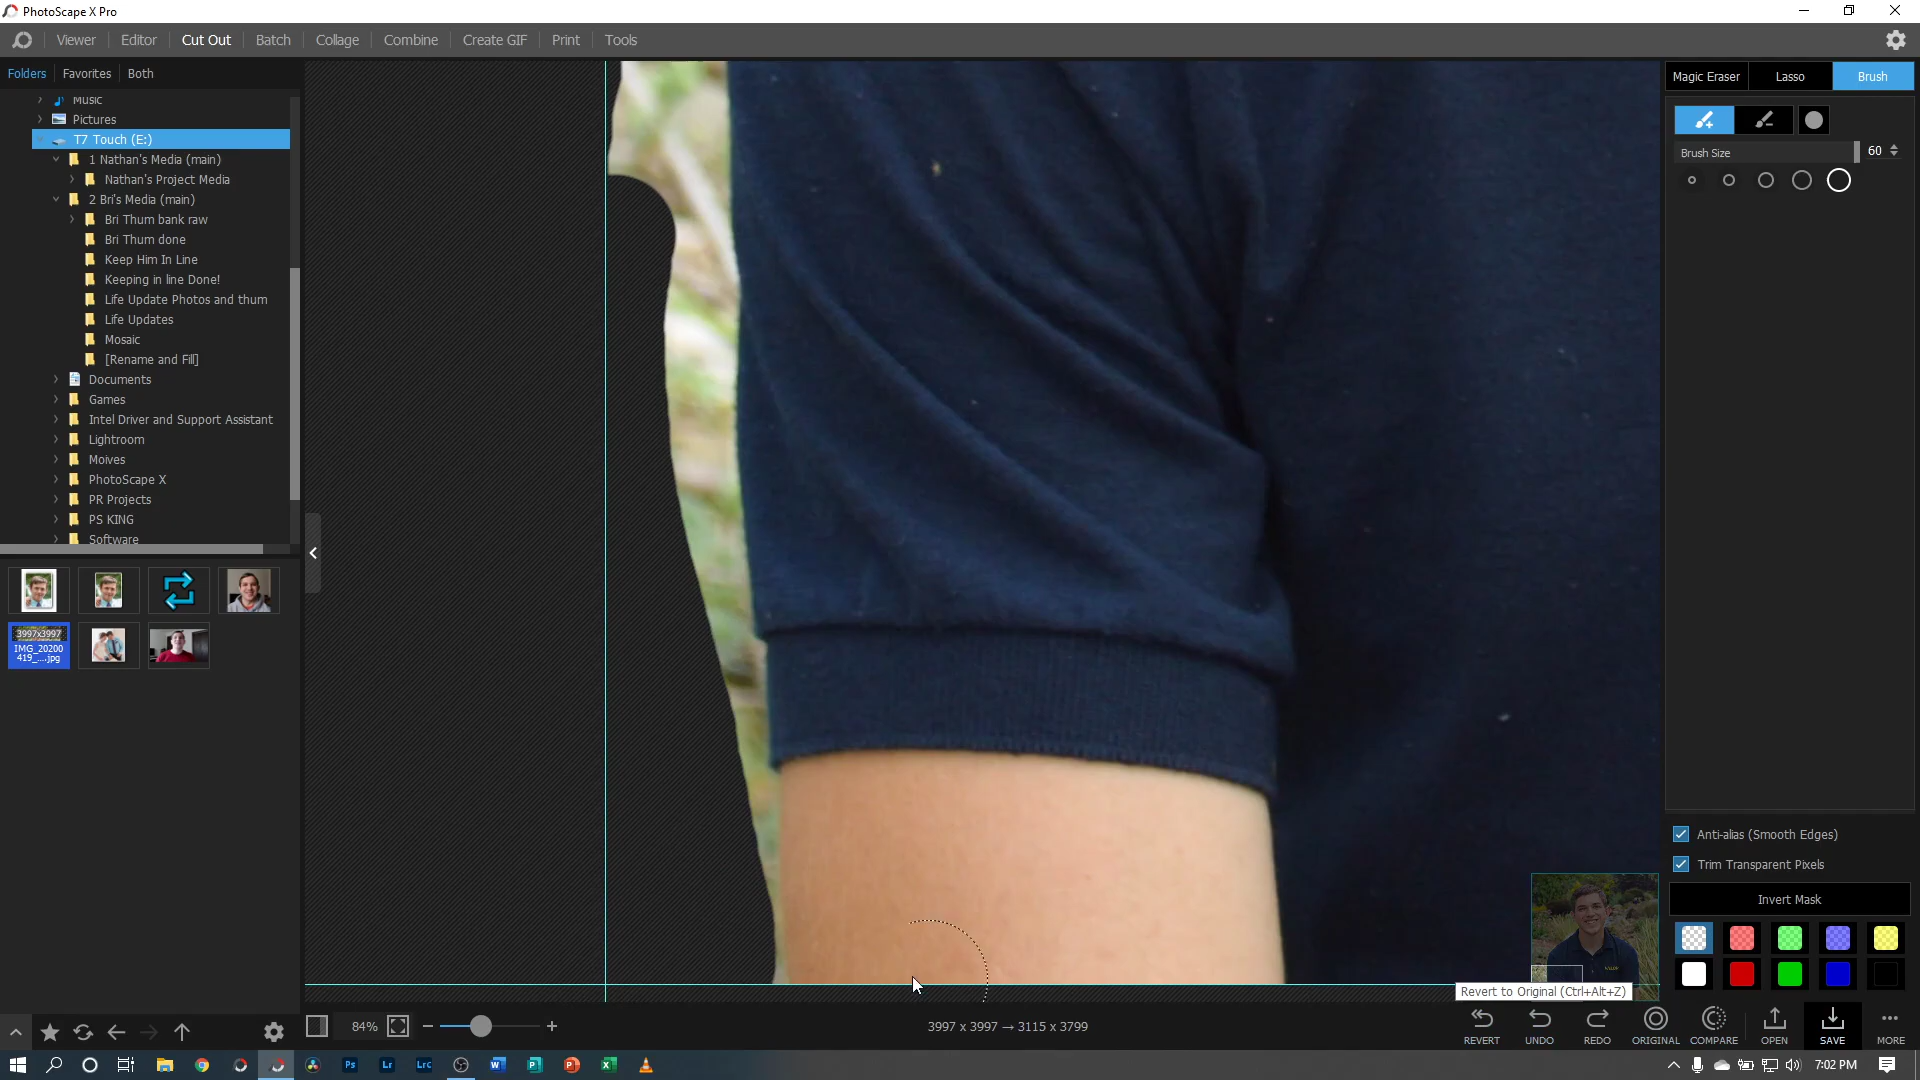 PhotoScape X Pro
Viewer Editor Cut Out Batch Collage Combine Create GIF Print Tools
Folders Favorites Both
Music
Pictures
T7 Touch (E:)
1 Nathan's Media (main)
Nathan's Project Media
2 Bri's Media (main)
Bri Thum bank raw
Bri Thum done
Keep Him In Line
Keeping in line Done!
Life Update Photos and thum
Life Updates
Mosaic
[Rename and Fill]
Documents
Games
Intel Driver and Support Assistant
Lightroom
Moives
PhotoScape X
PR Projects
PS KING
Software
3997x3997
IMG_20200
419_....jpg
Magic Eraser Lasso Brush
Brush Size 60
Anti-alias (Smooth Edges)
Trim Transparent Pixels
Invert Mask
Revert to Original (Ctrl+Alt+Z)
84%
3997 x 3997 → 3115 x 3799
REVERT UNDO REDO ORIGINAL COMPARE OPEN SAVE MORE
Ps Lr Lrc
7:02 PM